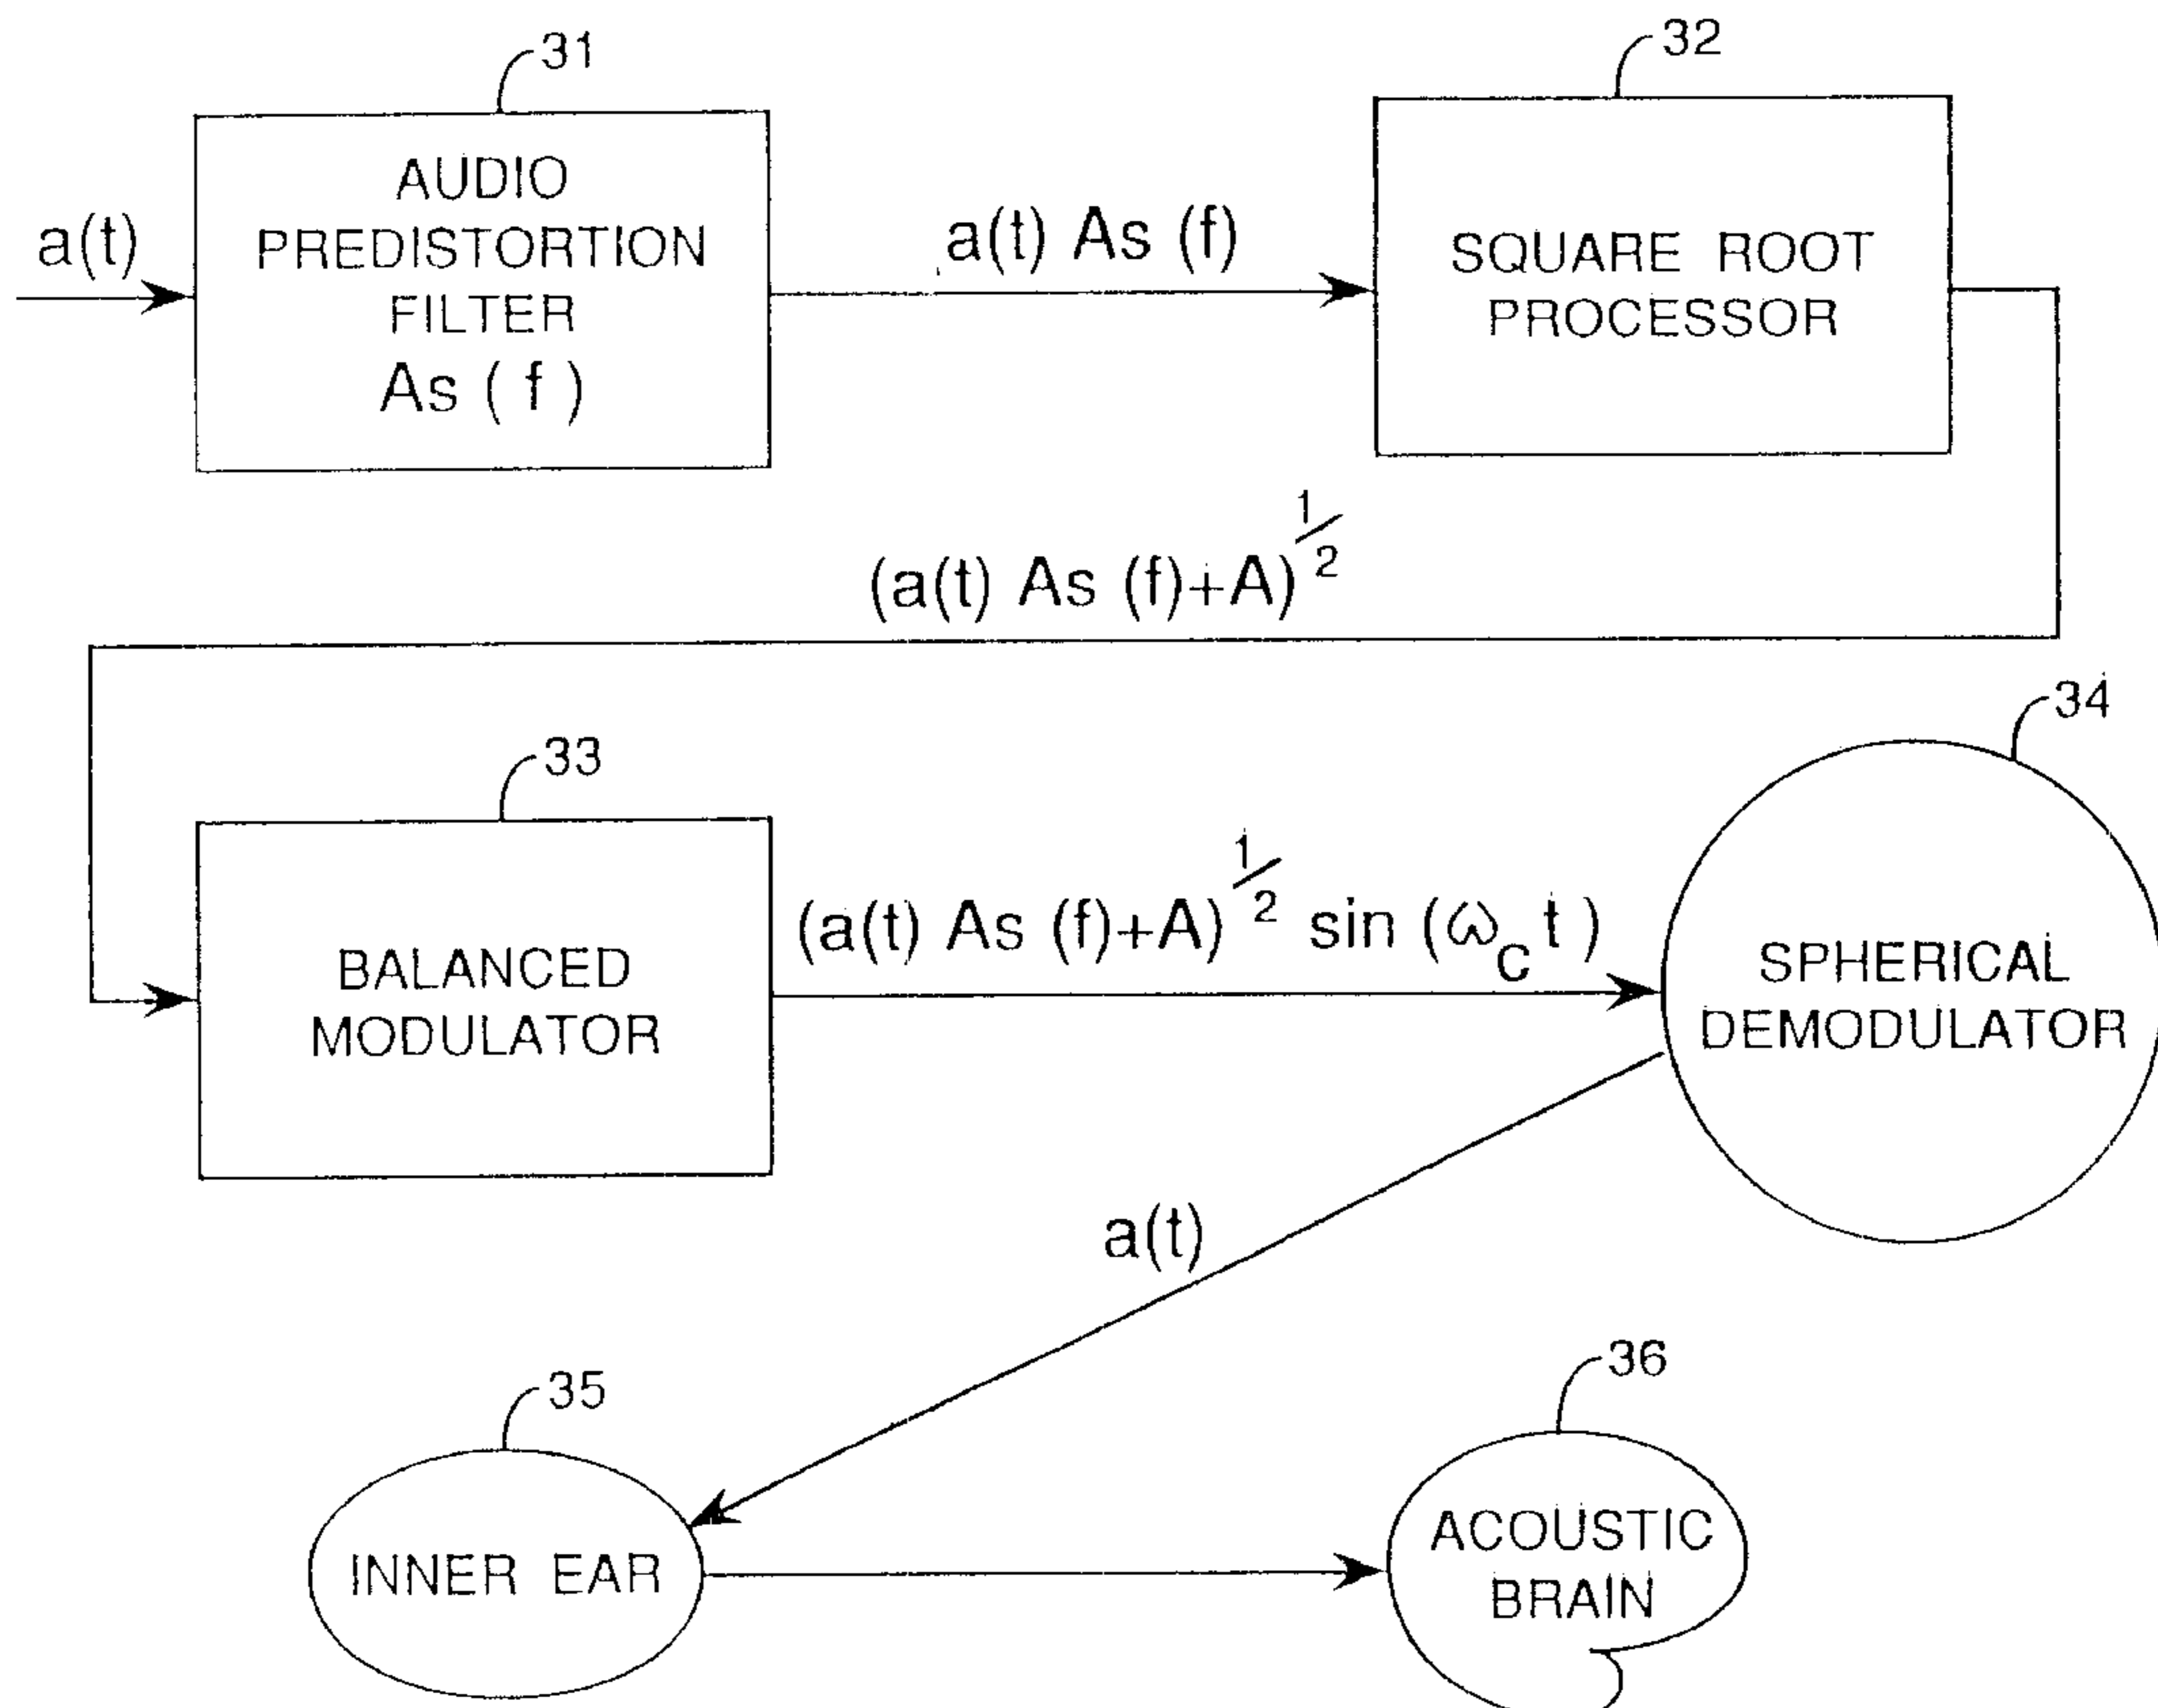 31
32
AUDIO
PREDISTORTION
FILTER
As ( f )
a(t)
a(t) As (f)
SQUARE ROOT
PROCESSOR
(a(t) As (f)+A)^1/2
33
34
BALANCED
MODULATOR
(a(t) As (f)+A)^1/2 sin (ω_c t )
SPHERICAL
DEMODULATOR
a(t)
35
36
INNER EAR
ACOUSTIC
BRAIN